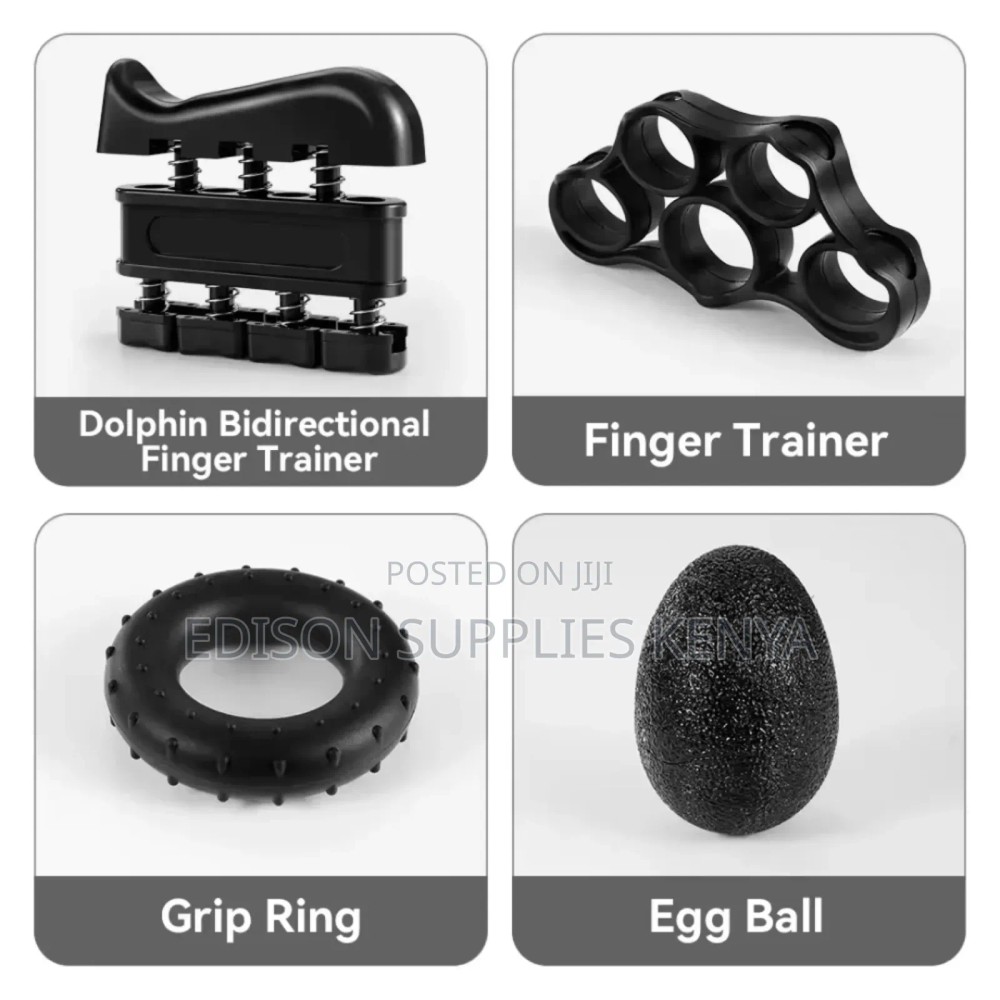 Dolphin Bidirectional
Finger Trainer
Finger Trainer
POSTED ON JIJI
EDISON SUPPLIES KENYA
Grip Ring
Egg Ball